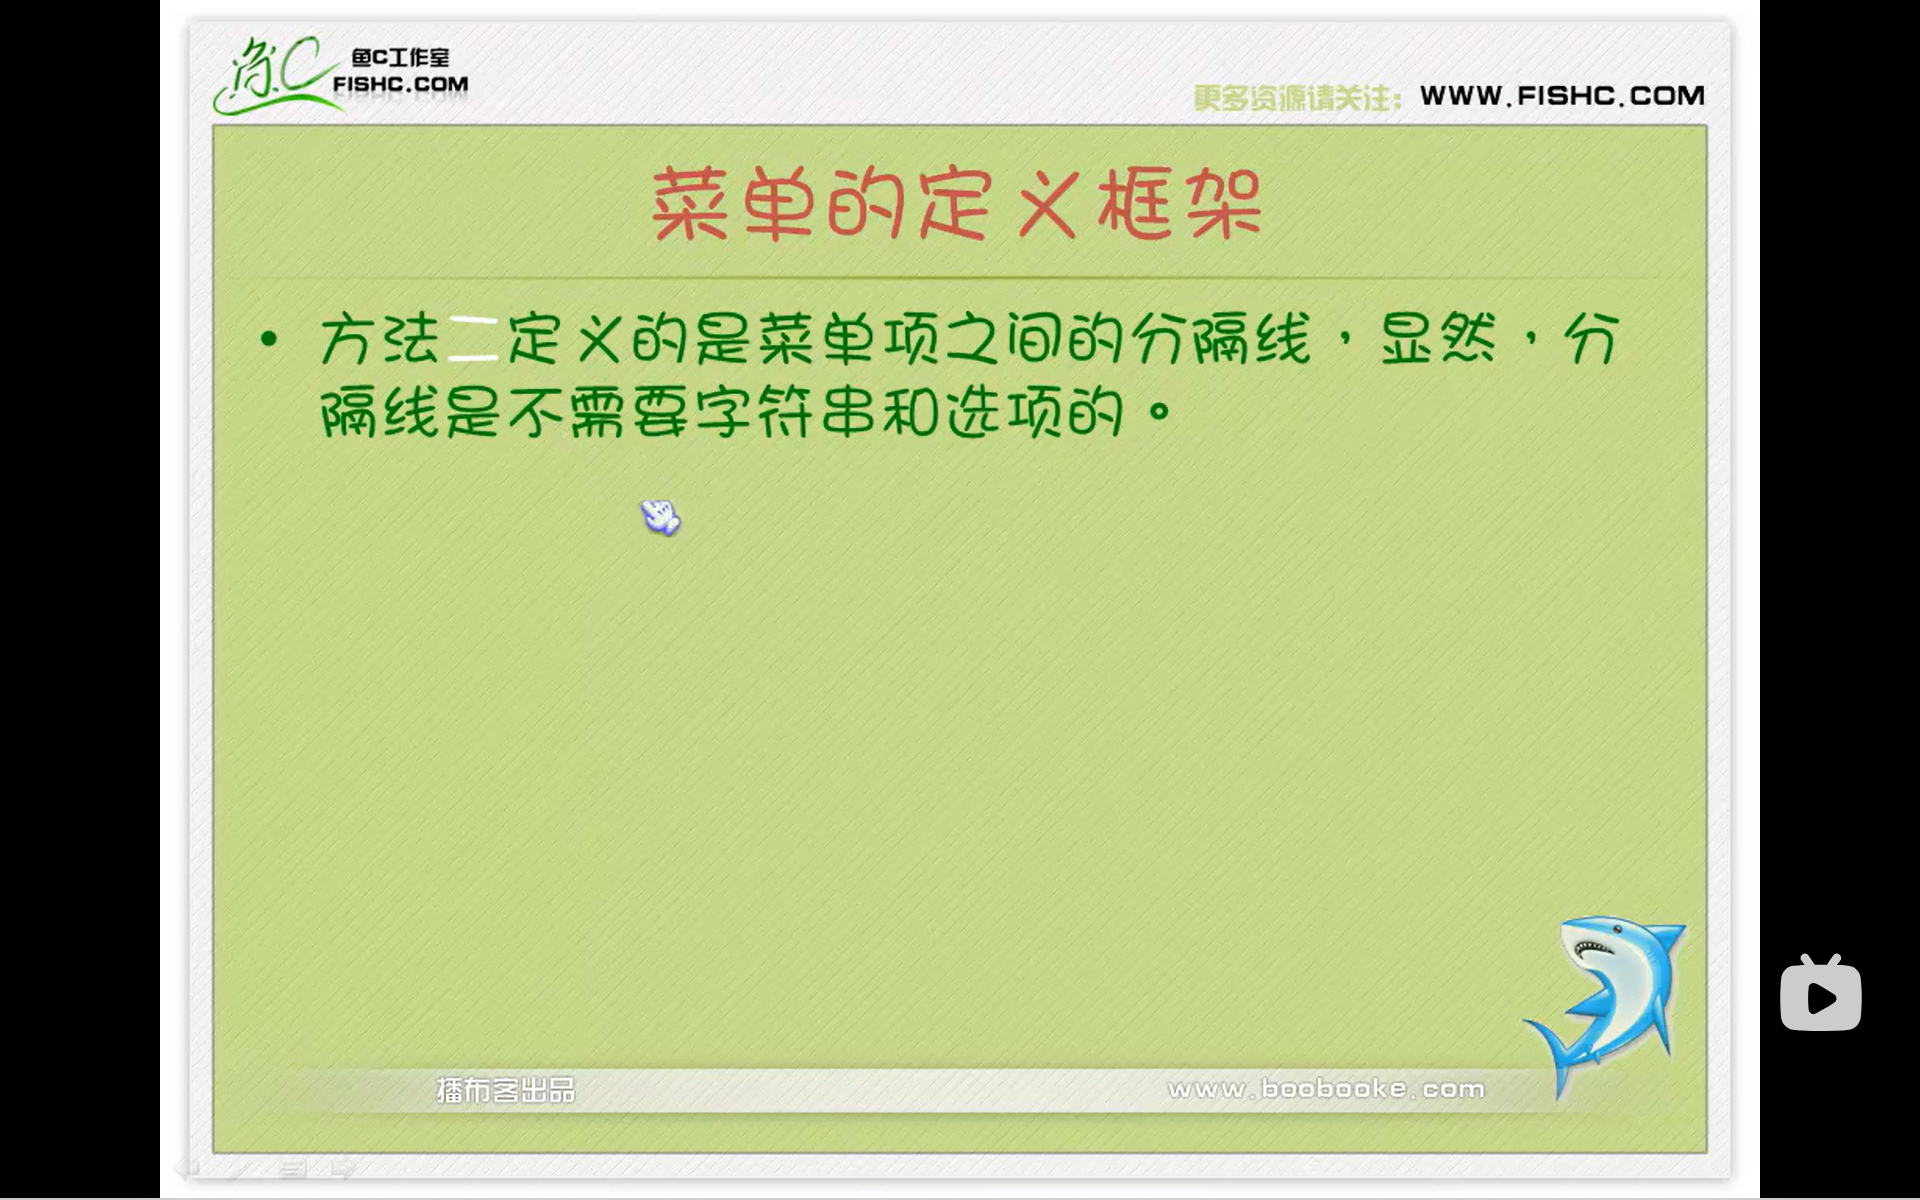 鱼C
鱼C工作室
FISHC.COM
更多资源请关注：WWW.FISHC.COM
菜单的定义框架
• 方法二定义的是菜单项之间的分隔线，显然，分
隔线是不需要字符串和选项的。
播布客出品
www.boobooke.com